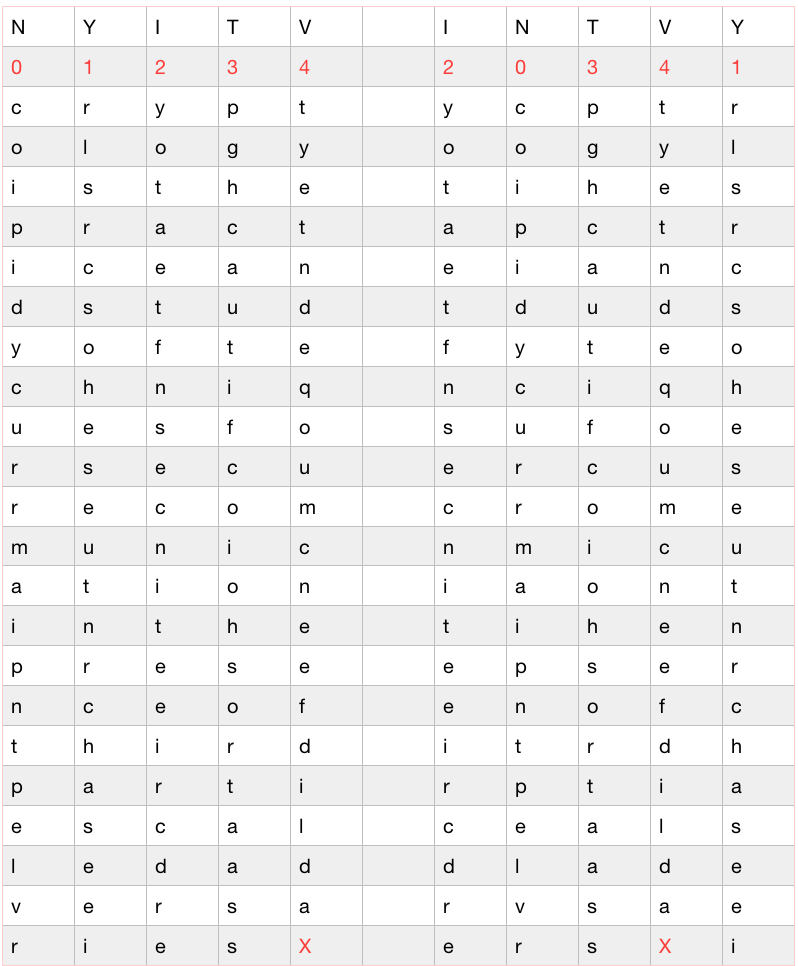 N Y I T V I N T V Y
0 1 2 3 4 2 0 3 4 1
c r y p t y c p t r
o l o g y o o g y l
i s t h e t i h e s
p r a c t a p c t r
i c e a n e i a n c
d s t u d t d u d s
y o f t e f y t e o
c h n i q n c i q h
u e s f o s u f o e
r s e c u e r c u s
r e c o m c r o m e
m u n i c n m i c u
a t i o n i a o n t
i n t h e t i h e n
p r e s e e p s e r
n c e o f e n o f c
t h i r d i t r d h
p a r t i r p t i a
e s c a l c e a l s
l e d a d d l a d e
v e r s a r v s a e
r i e s X e r s X i